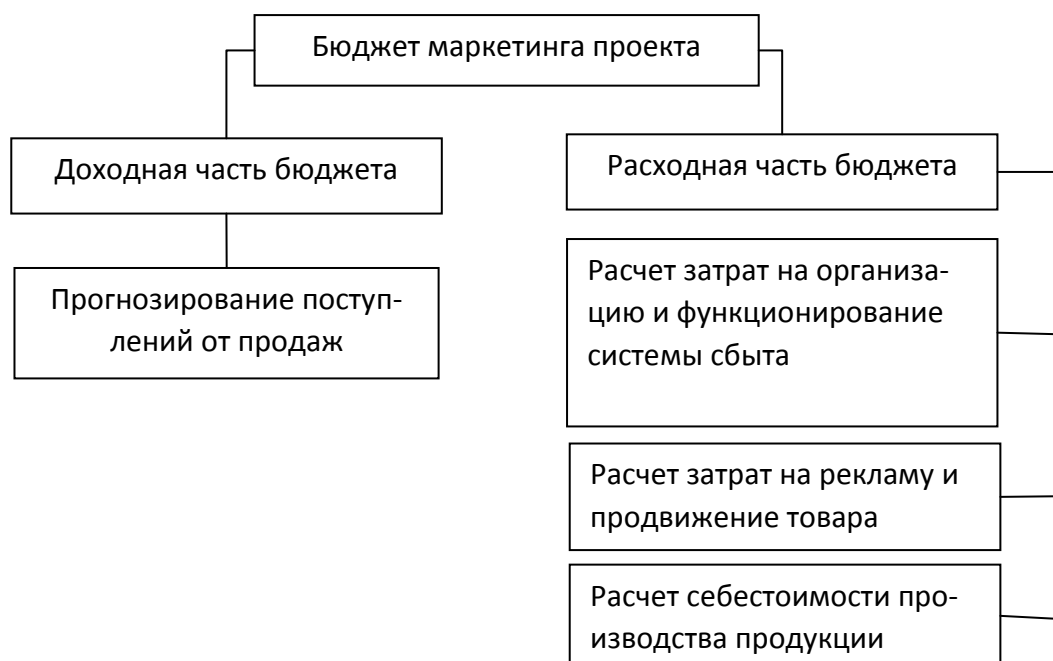 Бюджет маркетинга проекта
Доходная часть бюджета
Прогнозирование поступ-
лений от продаж
Расходная часть бюджета
Расчет затрат на организа-
цию и функционирование
системы сбыта
Расчет затрат на рекламу и
продвижение товара
Расчет себестоимости про-
изводства продукции